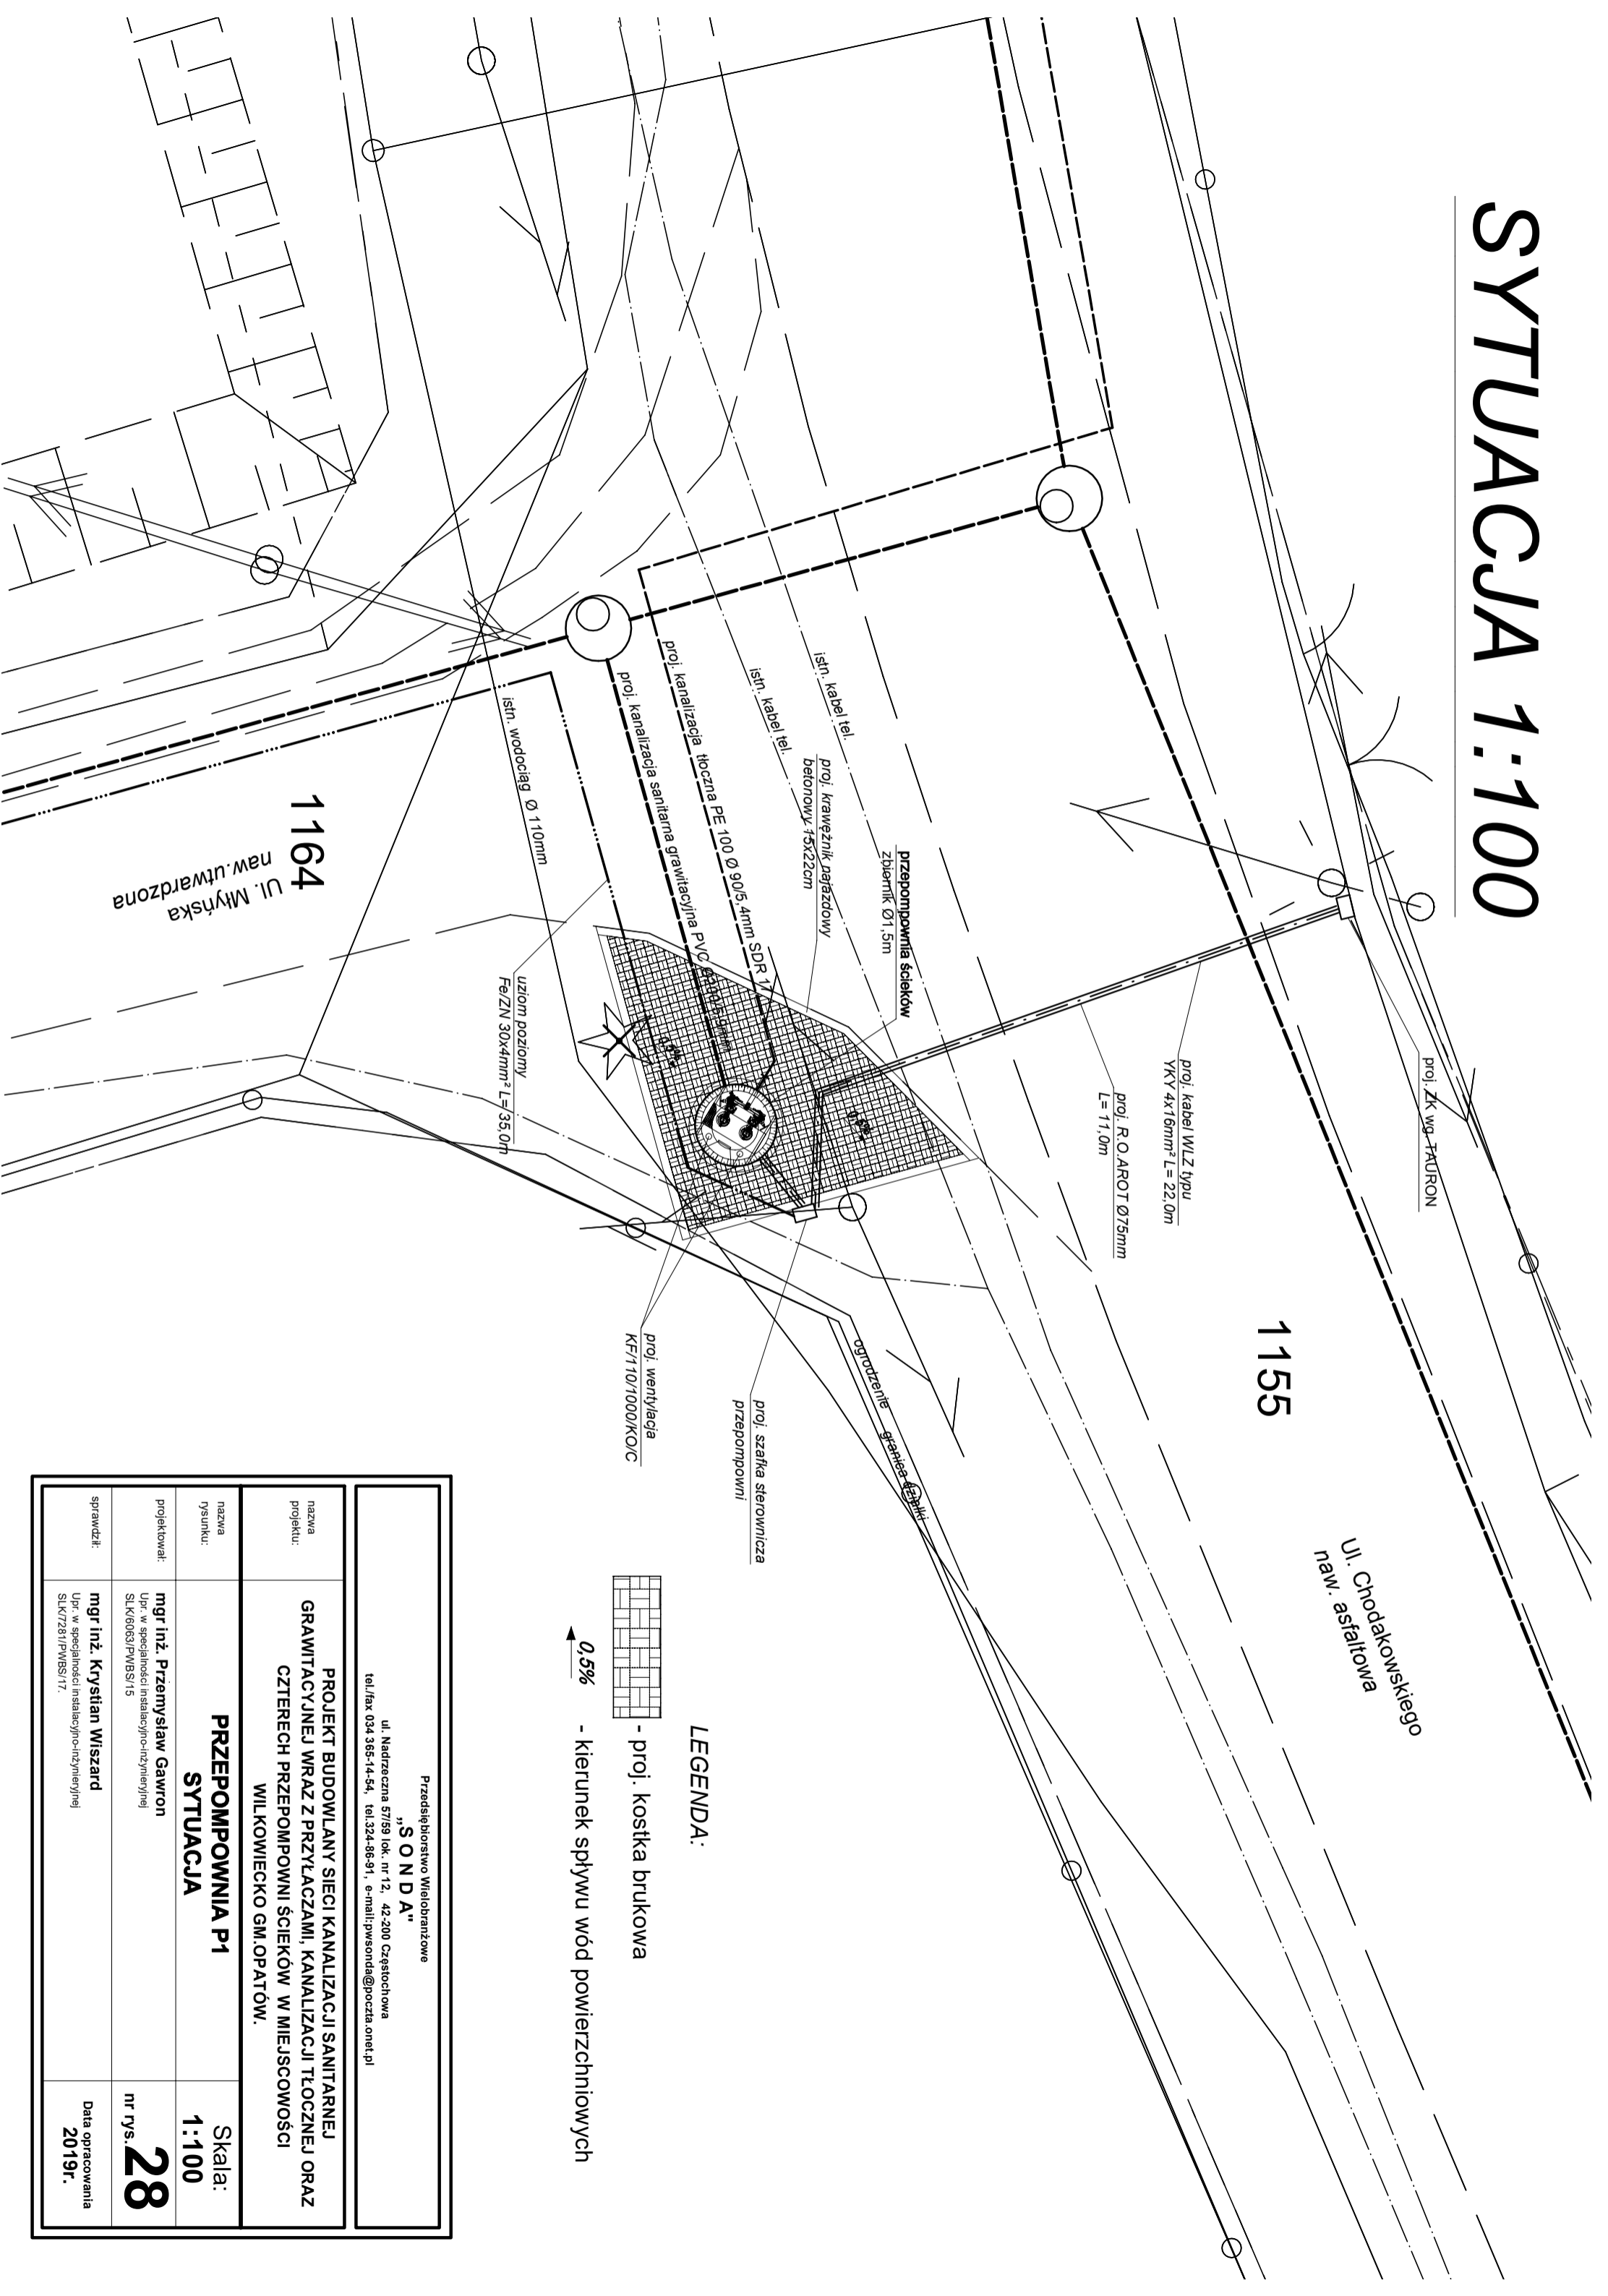 SYTUACJA 1:100
istn. kabel tel.
istn. kabel tel.
proj. kanalizacja tłoczna PE 100 Ø 90/5,4mm SDR 17
proj. kanalizacja sanitarna grawitacyjna PVC
istn. wodociąg Ø 110mm
proj. krawężnik najazdowy
betonowy 15x22cm
przepompownia ścieków
zbiornik Ø1,5m
1164
Ul. Młyńska
naw.utwardzona
uziom poziomy
Fe/ZN 30x4mm² L= 35,0m
0,5%
0,5%
proj. ZK wg. TAURON
proj. kabel WLZ typu
YKY 4x16mm² L= 22,0m
proj. R.O.AROT Ø75mm
L= 11,0m
1155
Ul. Chodakowskiego
naw. asfaltowa
ogrodzenie
granica działki
proj. wentylacja
KF/110/1000/KO/C
proj. szafka sterownicza
przepompowni
LEGENDA:
- proj. kostka brukowa
0,5%
- kierunek spływu wód powierzchniowych
Przedsiębiorstwo Wielobranżowe
„S O N D A"
ul. Nadrzeczna 57/59 lok. nr 12, 42-200 Częstochowa
tel./fax 034 365-14-54, tel.324-86-91, e-mail:pwsonda@poczta.onet.pl
nazwa
projektu:
PROJEKT BUDOWLANY SIECI KANALIZACJI SANITARNEJ
GRAWITACYJNEJ WRAZ Z PRZYŁACZAMI, KANALIZACJI TŁOCZNEJ ORAZ
CZTERECH PRZEPOMPOWNI ŚCIEKÓW W MIEJSCOWOŚCI
WILKOWIECKO GM.OPATÓW.
nazwa
rysunku:
PRZEPOMPOWNIA P1
SYTUACJA
Skala:
1:100
projektował:
mgr inż. Przemysław Gawron
Upr. w specjalności instalacyjno-inżynieryjnej
SLK/6063/PWBS/15
nr rys.28
sprawdził:
mgr inż. Krystian Wiszard
Upr. w specjalności instalacyjno-inżynieryjnej
SLK/7281/PWBS/17.
Data opracowania
2019r.